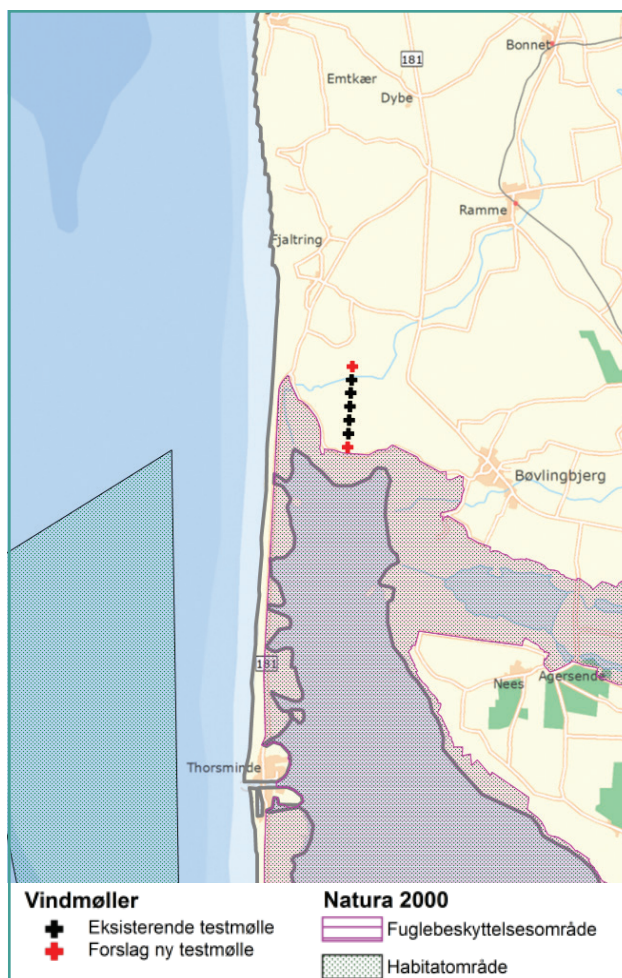 Bonnet
181
Emtkær
Dybe
Ramme
Fjaltring
Bøvlingbjerg
181
Agersende
Nees
Thorsminde
Vindmøller
Eksisterende testmølle
Forslag ny testmølle
Natura 2000
Fuglebeskyttelsesområde
Habitatområde